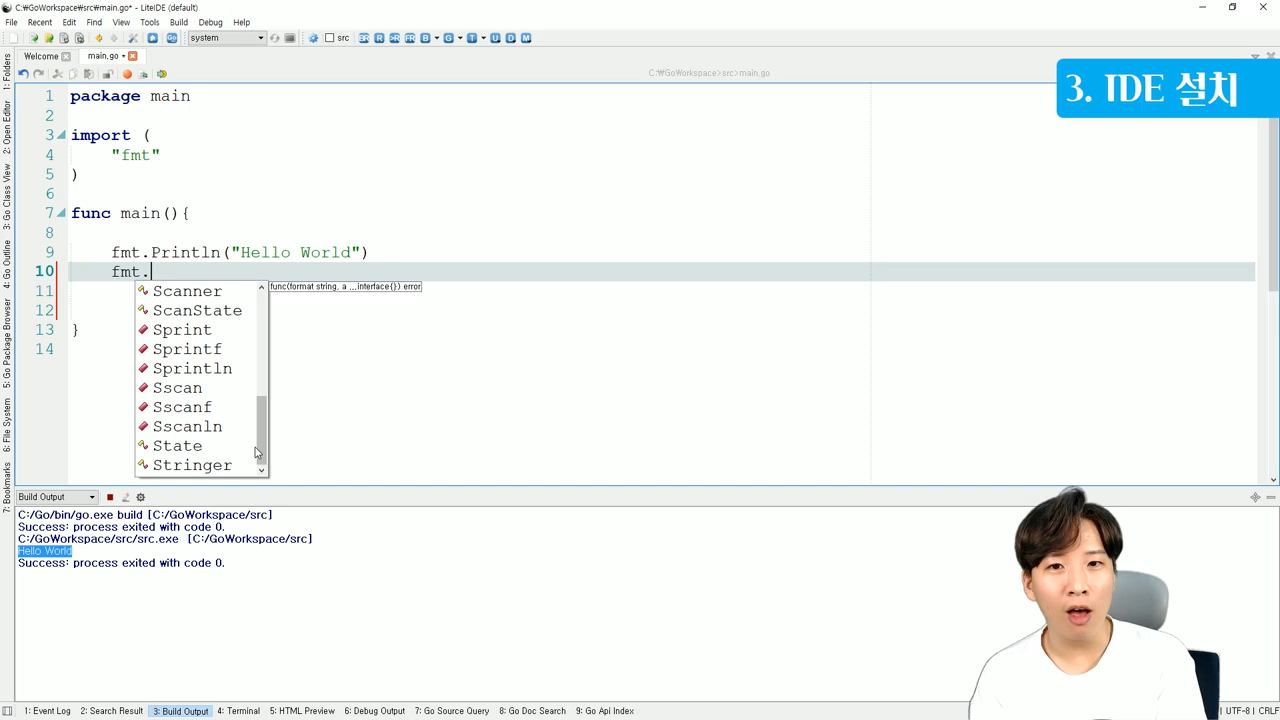 C:₩GoWorkspace₩src₩main.go* - LiteIDE (default)
File Recent Edit Find View Tools Build Debug Help
system src BR R >R FR B G T U D M
Welcome main.go
C:₩GoWorkspace>src>main.go
3. IDE 설치
1: Folders
2: Open Editor
3: Go Class View
4: Go Outline
5: Go Package Browser
6: File System
7: Bookmarks
1 package main
2
3 import (
4 "fmt"
5 )
6
7 func main(){
8
9 fmt.Println("Hello World")
10 fmt.
11
12
13 }
14
func(format string, a ...interface{}) error
Scanner
ScanState
Sprint
Sprintf
Sprintln
Sscan
Sscanf
Sscanln
State
Stringer
Build Output
C:/Go/bin/go.exe build [C:/GoWorkspace/src]
Success: process exited with code 0.
C:/GoWorkspace/src/src.exe [C:/GoWorkspace/src]
Hello World
Success: process exited with code 0.
1: Event Log 2: Search Result 3: Build Output 4: Terminal 5: HTML Preview 6: Debug Output 7: Go Source Query 8: Go Doc Search 9: Go Api Index UTF-8 CRLF